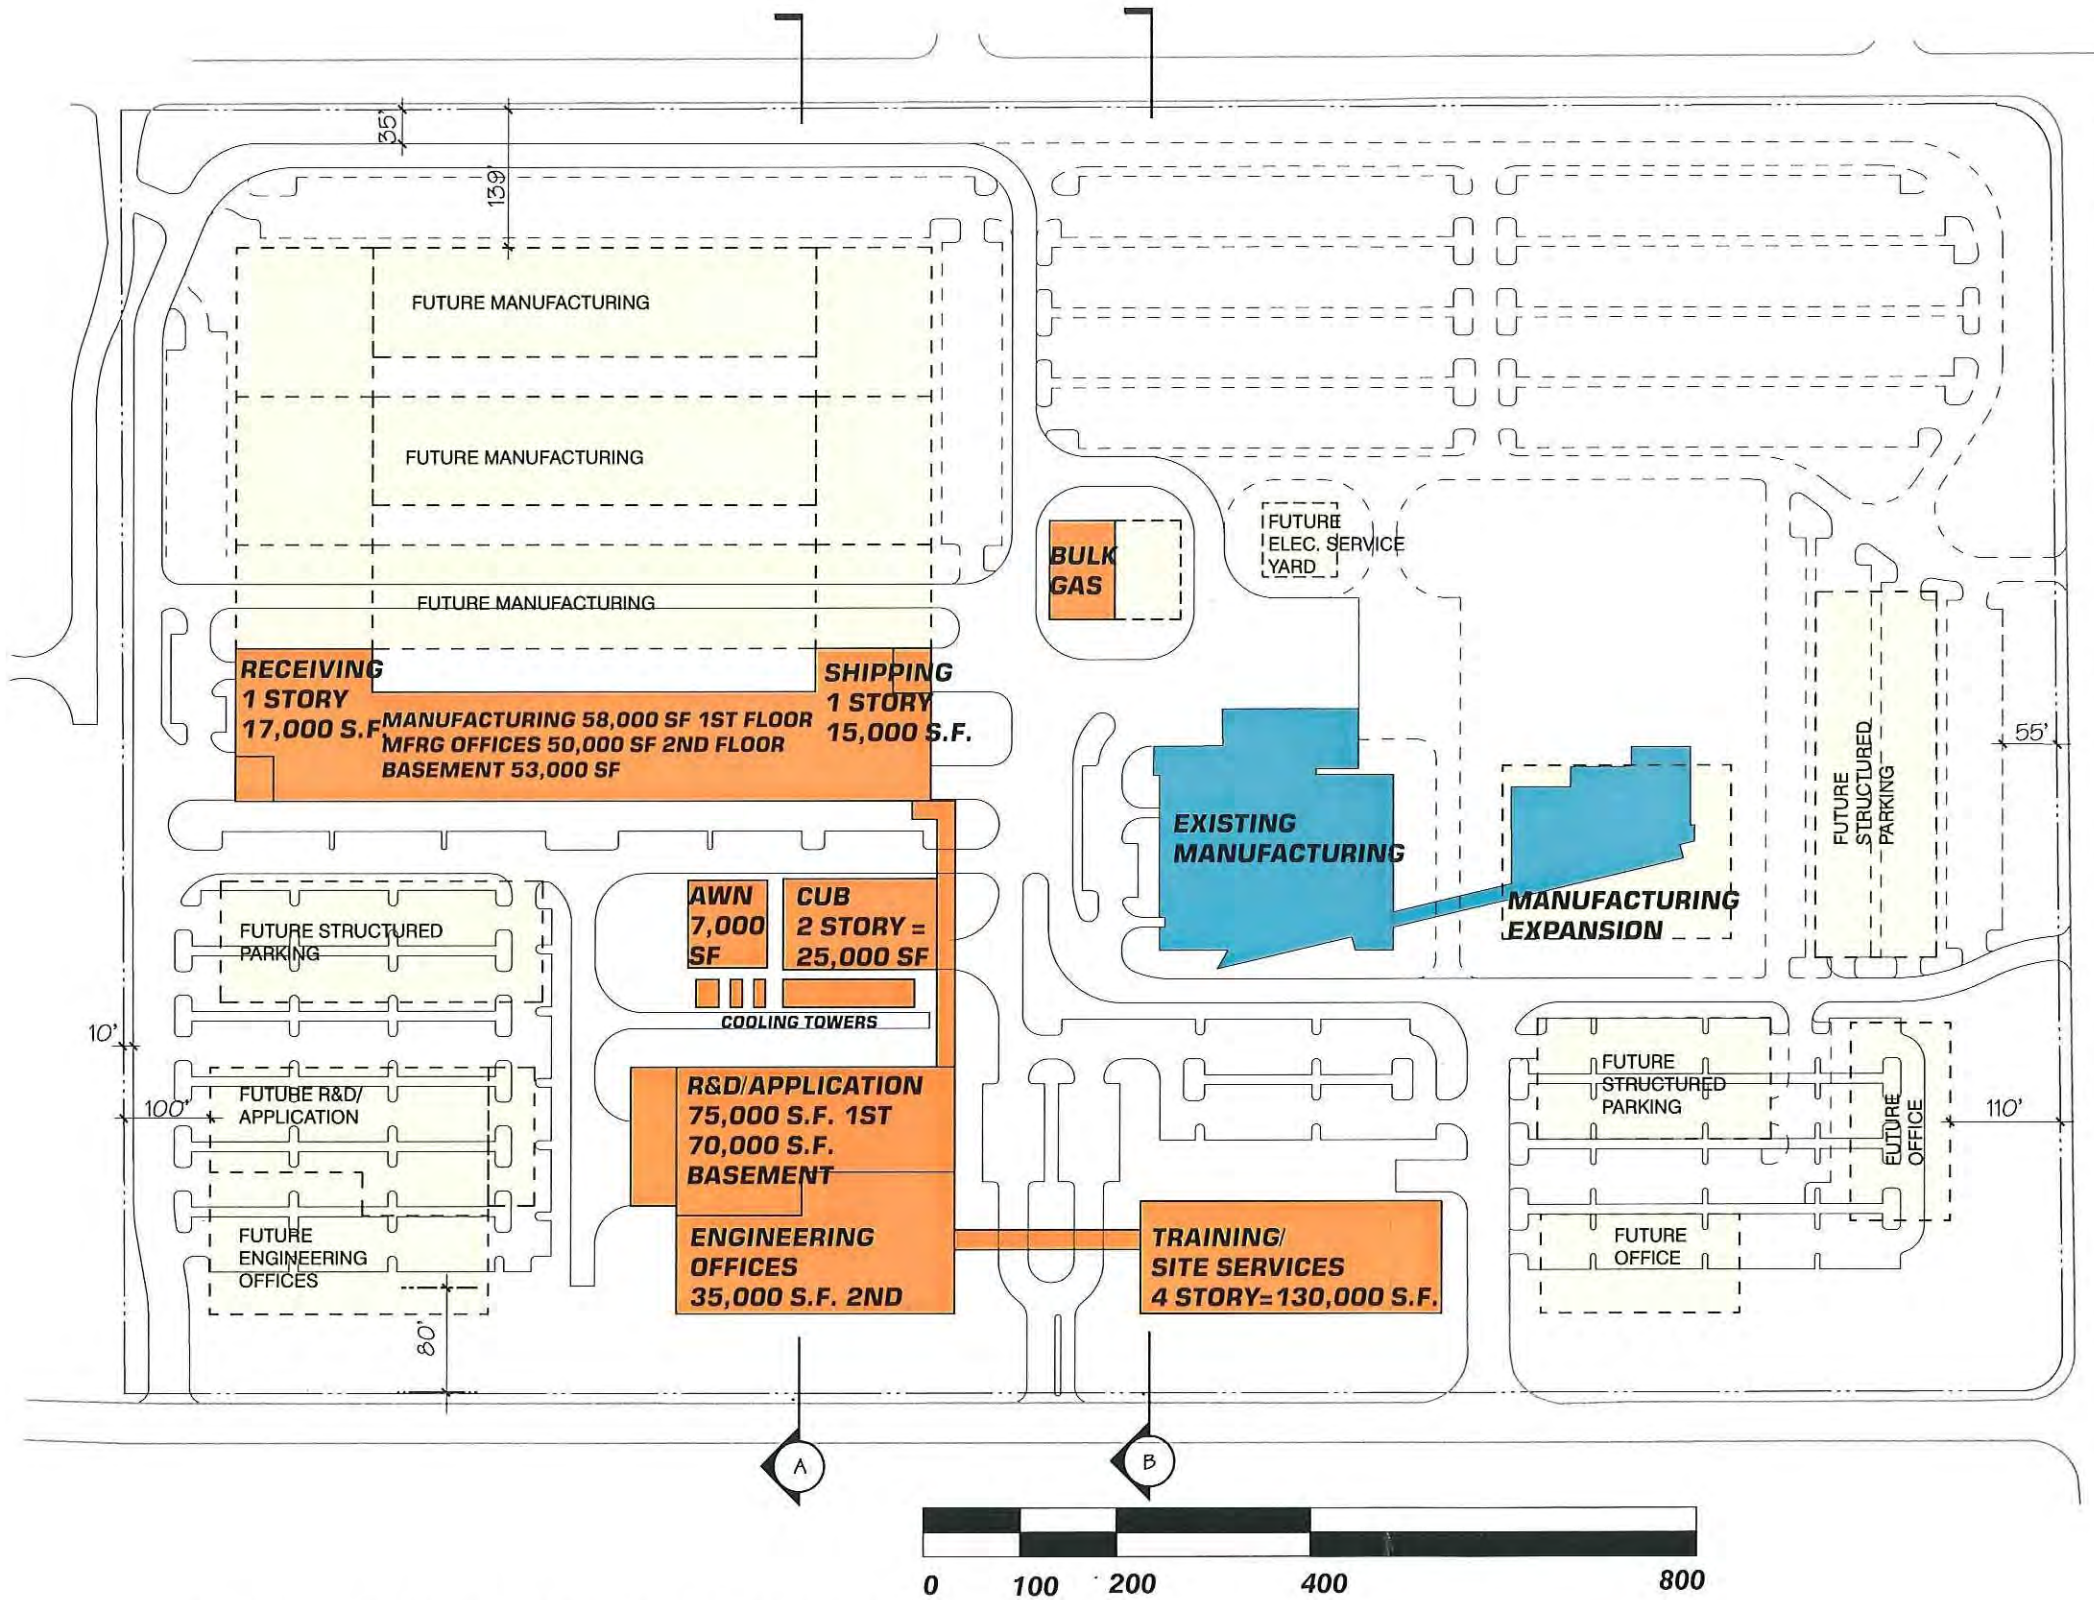 35'
139'
FUTURE MANUFACTURING
FUTURE MANUFACTURING
FUTURE MANUFACTURING
BULK
GAS
FUTURE
ELEC. SERVICE
YARD
RECEIVING
1 STORY
17,000 S.F.
MANUFACTURING 58,000 SF 1ST FLOOR
MFRG OFFICES 50,000 SF 2ND FLOOR
BASEMENT 53,000 SF
SHIPPING
1 STORY
15,000 S.F.
EXISTING
MANUFACTURING
MANUFACTURING
EXPANSION
FUTURE
STRUCTURED
PARKING
55'
FUTURE STRUCTURED
PARKING
AWN
7,000
SF
CUB
2 STORY =
25,000 SF
COOLING TOWERS
10'
100'
FUTURE R&D/
APPLICATION
FUTURE
ENGINEERING
OFFICES
80'
R&D/APPLICATION
75,000 S.F. 1ST
70,000 S.F.
BASEMENT
ENGINEERING
OFFICES
35,000 S.F. 2ND
TRAINING/
SITE SERVICES
4 STORY=130,000 S.F.
FUTURE
STRUCTURED
PARKING
FUTURE
OFFICE
FUTURE
OFFICE
110'
A
B
0 100 200 400 800